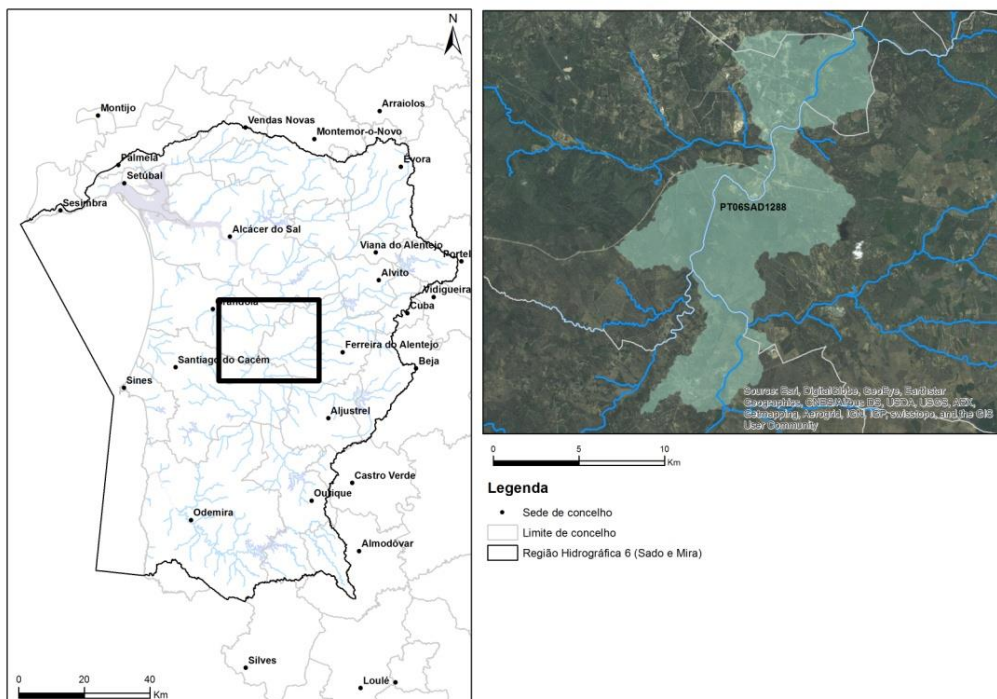 N
Montijo
Arraiolos
Vendas Novas
Montemor-o-Novo
Palmela
Évora
Setúbal
Sesimbra
Alcácer do Sal
Viana do Alentejo
Portel
Alvito
Vidigueira
Grândola
Cuba
Ferreira do Alentejo
Santiago do Cacém
Beja
Sines
Aljustrel
Castro Verde
Ourique
Odemira
Almodôvar
Silves
Loulé
0 20 40
Km
PT06SAD1288
Source: Esri, DigitalGlobe, GeoEye, Earthstar
Geographics, CNES/Airbus DS, USDA, USGS, AEX,
Getmapping, Aerogrid, IGN, IGP, swisstopo, and the GIS
User Community
0 5 10
Km
Legenda
Sede de concelho
Limite de concelho
Região Hidrográfica 6 (Sado e Mira)